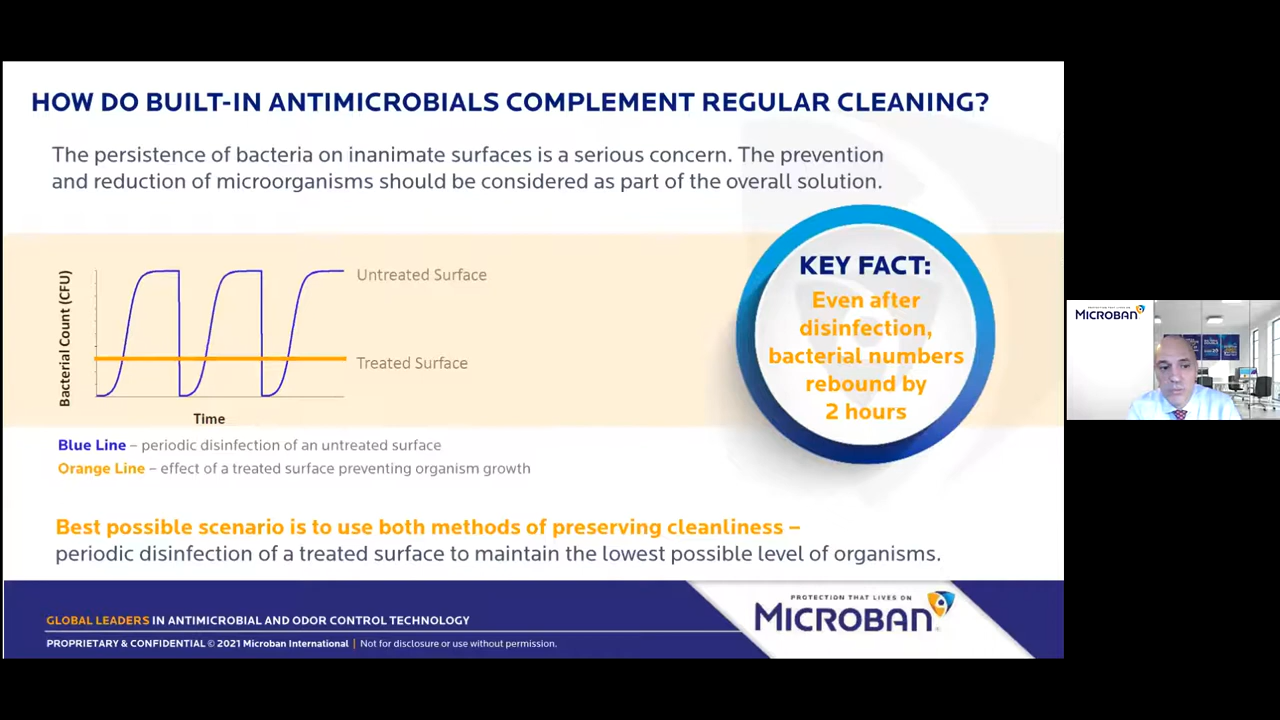 HOW DO BUILT-IN ANTIMICROBIALS COMPLEMENT REGULAR CLEANING?
The persistence of bacteria on inanimate surfaces is a serious concern. The prevention
and reduction of microorganisms should be considered as part of the overall solution.
Bacterial Count (CFU)
Untreated Surface
Treated Surface
Time
KEY FACT:
Even after
disinfection,
bacterial numbers
rebound by
2 hours
Blue Line – periodic disinfection of an untreated surface
Orange Line – effect of a treated surface preventing organism growth
Best possible scenario is to use both methods of preserving cleanliness –
periodic disinfection of a treated surface to maintain the lowest possible level of organisms.
GLOBAL LEADERS IN ANTIMICROBIAL AND ODOR CONTROL TECHNOLOGY
PROPRIETARY & CONFIDENTIAL © 2021 Microban International | Not for disclosure or use without permission.
PROTECTION THAT LIVES ON
MICROBAN®
PROTECTION THAT LIVES ON
MICROBAN